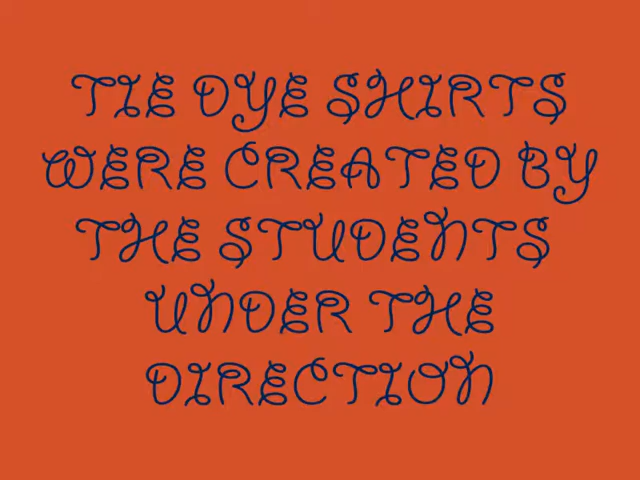 TIE DYE SHIRTS
WERE CREATED BY
THE STUDENTS
UNDER THE
DIRECTION